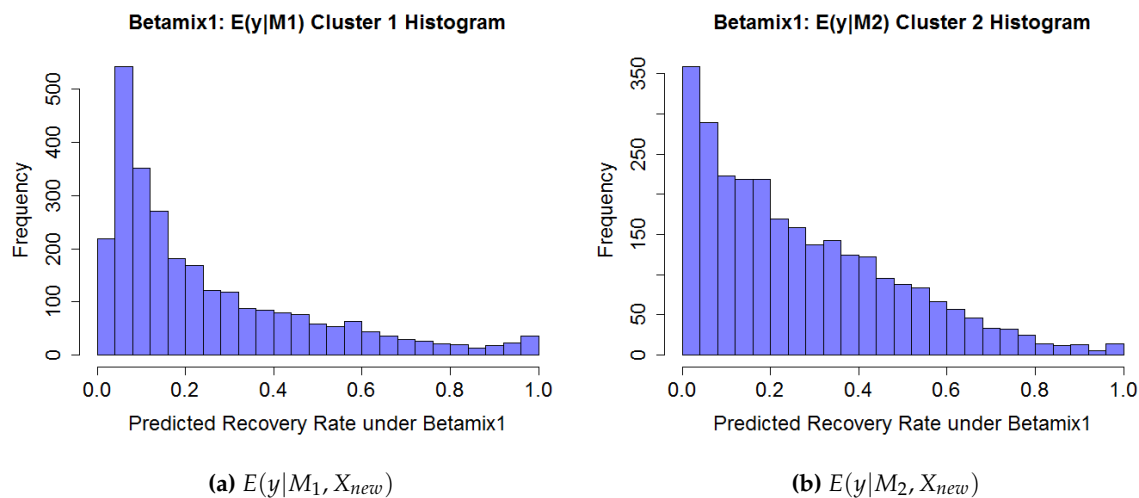 Betamix1: E(y|M1) Cluster 1 Histogram
Frequency
0
100
200
300
400
500
0.0 0.2 0.4 0.6 0.8 1.0
Predicted Recovery Rate under Betamix1
(a) E(y|M₁, Xₙₑw)
Betamix1: E(y|M2) Cluster 2 Histogram
Frequency
0
50
150
250
350
0.0 0.2 0.4 0.6 0.8 1.0
Predicted Recovery Rate under Betamix1
(b) E(y|M₂, Xₙₑw)